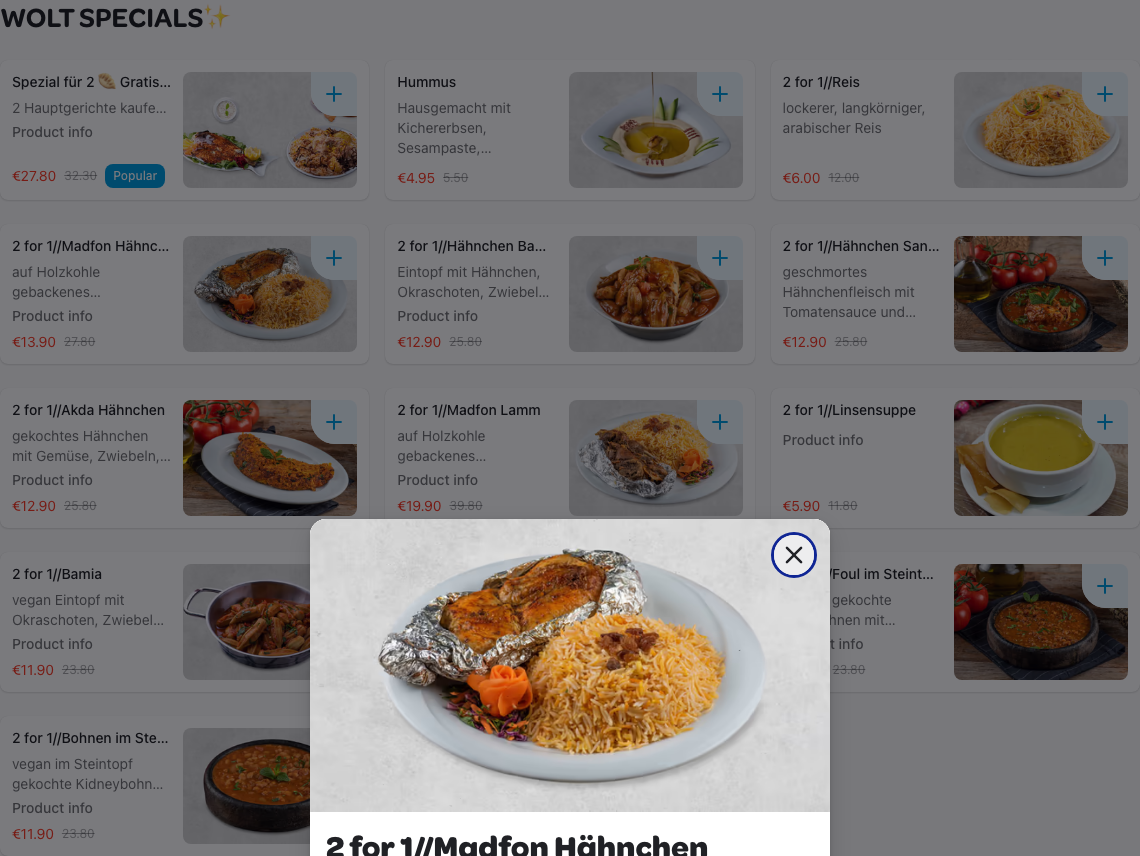 WOLT SPECIALS✨
Spezial für 2 🫓 Gratis...
2 Hauptgerichte kaufe...
Product info
€27.80 32.30 Popular
Hummus
Hausgemacht mit
Kichererbsen,
Sesampaste,...
€4.95 5.50
2 for 1//Reis
lockerer, langkörniger,
arabischer Reis
€6.00 12.00
2 for 1//Madfon Hähnc...
auf Holzkohle
gebackenes...
Product info
€13.90 27.80
2 for 1//Hähnchen Ba...
Eintopf mit Hähnchen,
Okraschoten, Zwiebel...
Product info
€12.90 25.80
2 for 1//Hähnchen San...
geschmortes
Hähnchenfleisch mit
Tomatensauce und...
€12.90 25.80
2 for 1//Akda Hähnchen
gekochtes Hähnchen
mit Gemüse, Zwiebeln,...
Product info
€12.90 25.80
2 for 1//Madfon Lamm
auf Holzkohle
gebackenes...
Product info
€19.90 39.80
2 for 1//Linsensuppe
Product info
€5.90 11.80
2 for 1//Bamia
vegan Eintopf mit
Okraschoten, Zwiebel...
Product info
€11.90 23.80
/Foul im Steint...
gekochte
hnen mit...
t info
23.80
2 for 1//Bohnen im Ste...
vegan im Steintopf
gekochte Kidneybohn...
Product info
€11.90 23.80
2 for 1//Madfon Hähnchen